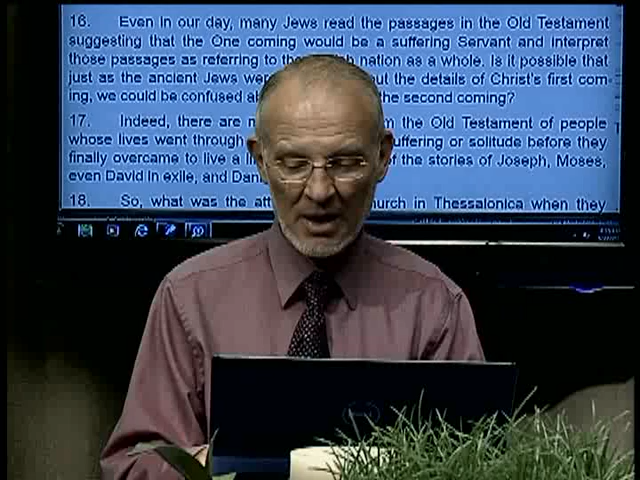 16. Even in our day, many Jews read the passages in the Old Testament
suggesting that the One coming would be a suffering Servant and interpret
those passages as referring to the nation as a whole. Is it possible that
just as the ancient Jews were out the details of Christ's first com-
ing, we could be confused the second coming?
17. Indeed, there are the Old Testament of people
whose lives went through suffering or solitude before they
finally overcame to live a of the stories of Joseph, Moses,
even David in exile, and
18. So, what was the church in Thessalonica when they